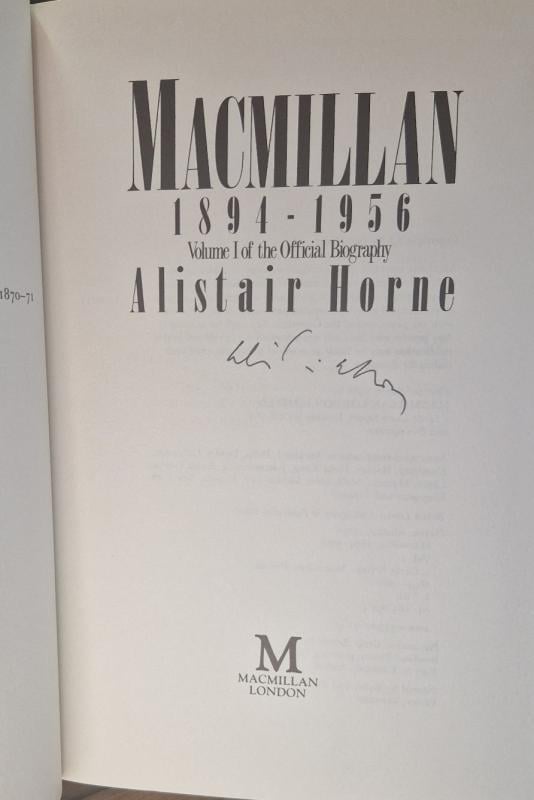 1870–71
MACMILLAN
1894 - 1956
Volume I of the Official Biography
Alistair Horne
M
MACMILLAN
LONDON